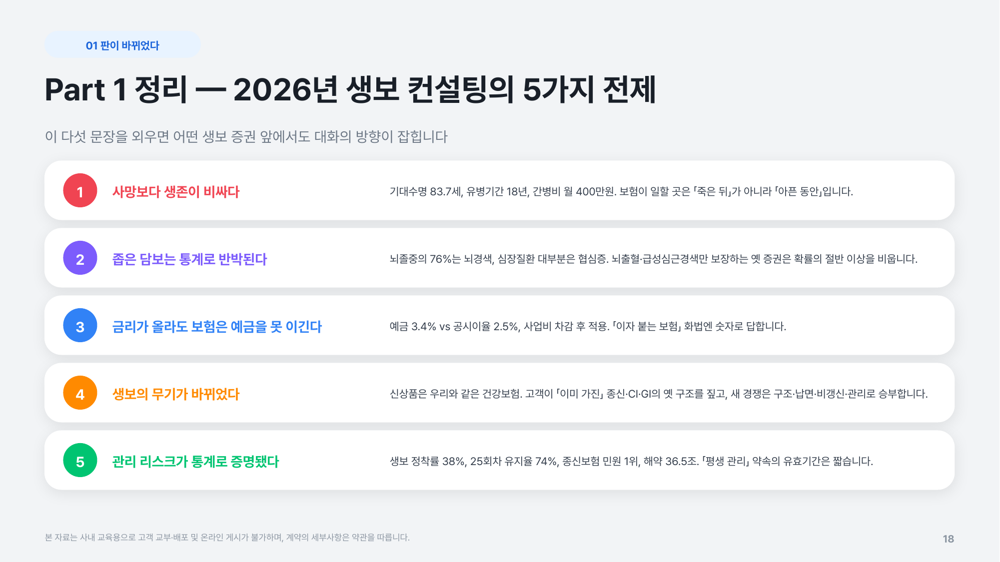 01 판이 바뀌었다
Part 1 정리 — 2026년 생보 컨설팅의 5가지 전제
이 다섯 문장을 외우면 어떤 생보 증권 앞에서도 대화의 방향이 잡힙니다
1 사망보다 생존이 비싸다 기대수명 83.7세, 유병기간 18년, 간병비 월 400만원. 보험이 일할 곳은 「죽은 뒤」가 아니라 「아픈 동안」입니다.
2 좁은 담보는 통계로 반박된다 뇌졸중의 76%는 뇌경색, 심장질환 대부분은 협심증. 뇌출혈·급성심근경색만 보장하는 옛 증권은 확률의 절반 이상을 비웁니다.
3 금리가 올라도 보험은 예금을 못 이긴다 예금 3.4% vs 공시이율 2.5%, 사업비 차감 후 적용. 「이자 붙는 보험」 화법엔 숫자로 답합니다.
4 생보의 무기가 바뀌었다 신상품은 우리와 같은 건강보험. 고객이 「이미 가진」 종신·CI·GI의 옛 구조를 짚고, 새 경쟁은 구조·납면·비갱신·관리로 승부합니다.
5 관리 리스크가 통계로 증명됐다 생보 정착률 38%, 25회차 유지율 74%, 종신보험 민원 1위, 해약 36.5조. 「평생 관리」 약속의 유효기간은 짧습니다.
본 자료는 사내 교육용으로 고객 교부·배포 및 온라인 게시가 불가하며, 계약의 세부사항은 약관을 따릅니다.
18